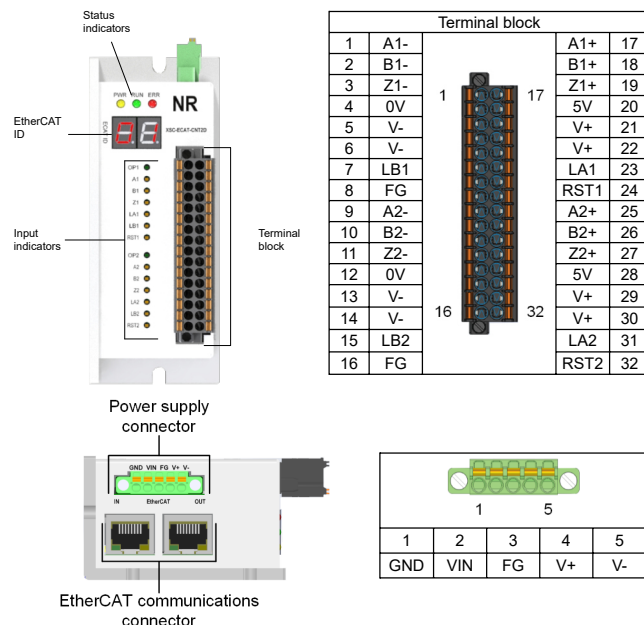 Status
indicators
PWR RUN ERR
NR
EtherCAT
ID
ECAT ID
XSC-ECAT-CNT2D
OP1
A1
B1
Z1
LA1
LB1
RST1
OP2
A2
B2
Z2
LA2
LB2
RST2
Input
indicators
Terminal
block
Terminal block
1 A1- A1+ 17
2 B1- B1+ 18
3 Z1- Z1+ 19
4 0V 5V 20
5 V- V+ 21
6 V- V+ 22
7 LB1 LA1 23
8 FG RST1 24
9 A2- A2+ 25
10 B2- B2+ 26
11 Z2- Z2+ 27
12 0V 5V 28
13 V- V+ 29
14 V- V+ 30
15 LB2 LA2 31
16 FG RST2 32
1 17
16 32
Power supply
connector
GND VIN FG V+ V-
IN EtherCAT OUT
EtherCAT communications
connector
1 5
1 2 3 4 5
GND VIN FG V+ V-